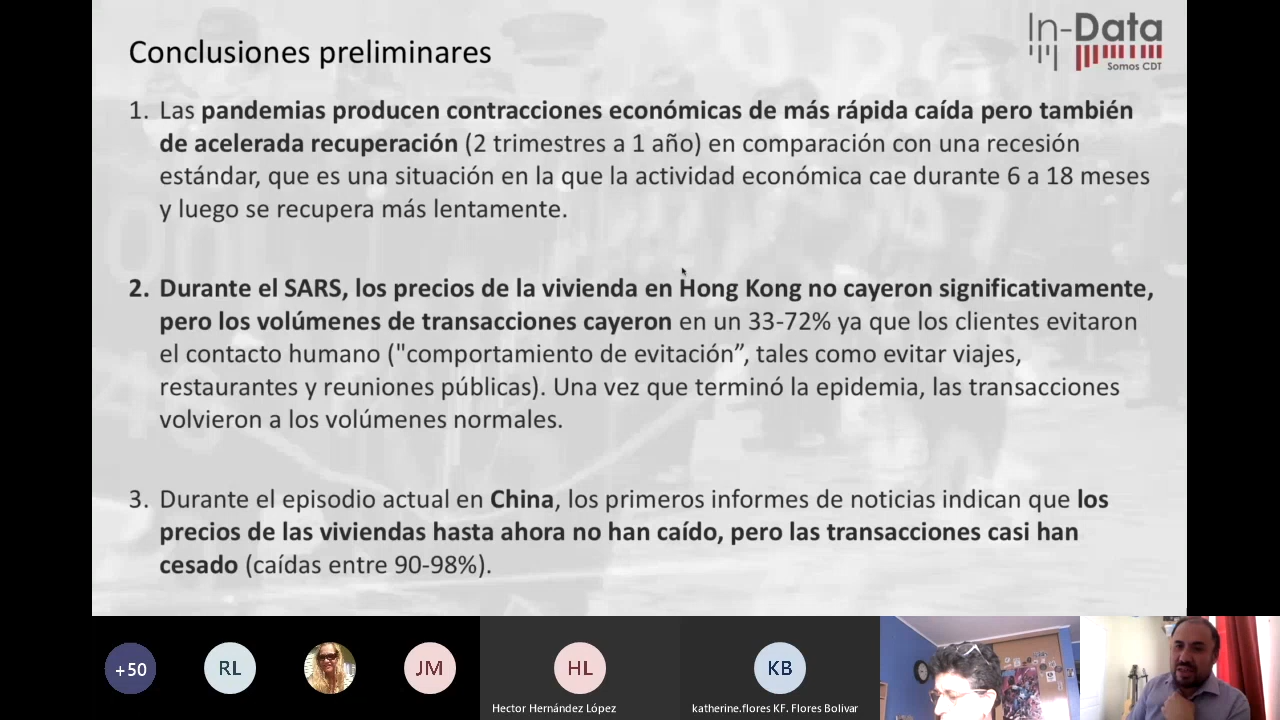 Conclusiones preliminares
In-Data
Somos CDT
1. Las pandemias producen contracciones económicas de más rápida caída pero también
de acelerada recuperación (2 trimestres a 1 año) en comparación con una recesión
estándar, que es una situación en la que la actividad económica cae durante 6 a 18 meses
y luego se recupera más lentamente.
2. Durante el SARS, los precios de la vivienda en Hong Kong no cayeron significativamente,
pero los volúmenes de transacciones cayeron en un 33-72% ya que los clientes evitaron
el contacto humano ("comportamiento de evitación”, tales como evitar viajes,
restaurantes y reuniones públicas). Una vez que terminó la epidemia, las transacciones
volvieron a los volúmenes normales.
3. Durante el episodio actual en China, los primeros informes de noticias indican que los
precios de las viviendas hasta ahora no han caído, pero las transacciones casi han
cesado (caídas entre 90-98%).
+50
RL
JM
HL
KB
Hector Hernández López
katherine.flores KF. Flores Bolivar